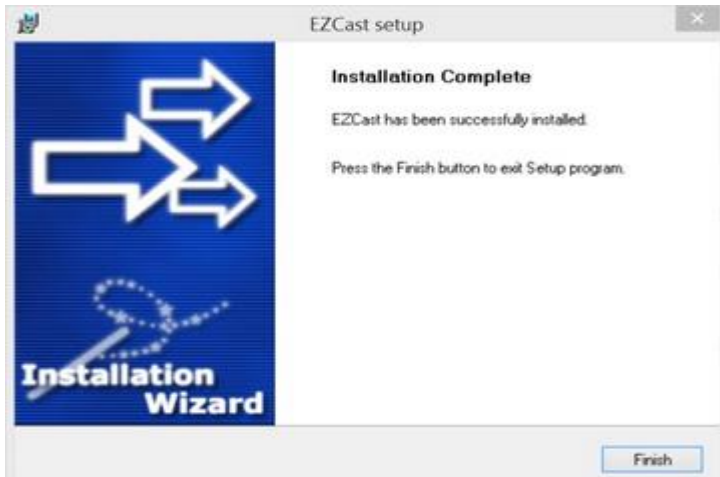 EZCast setup
Installation Complete
EZCast has been successfully installed.
Press the Finish button to exit Setup program.
Installation
Wizard
Finish